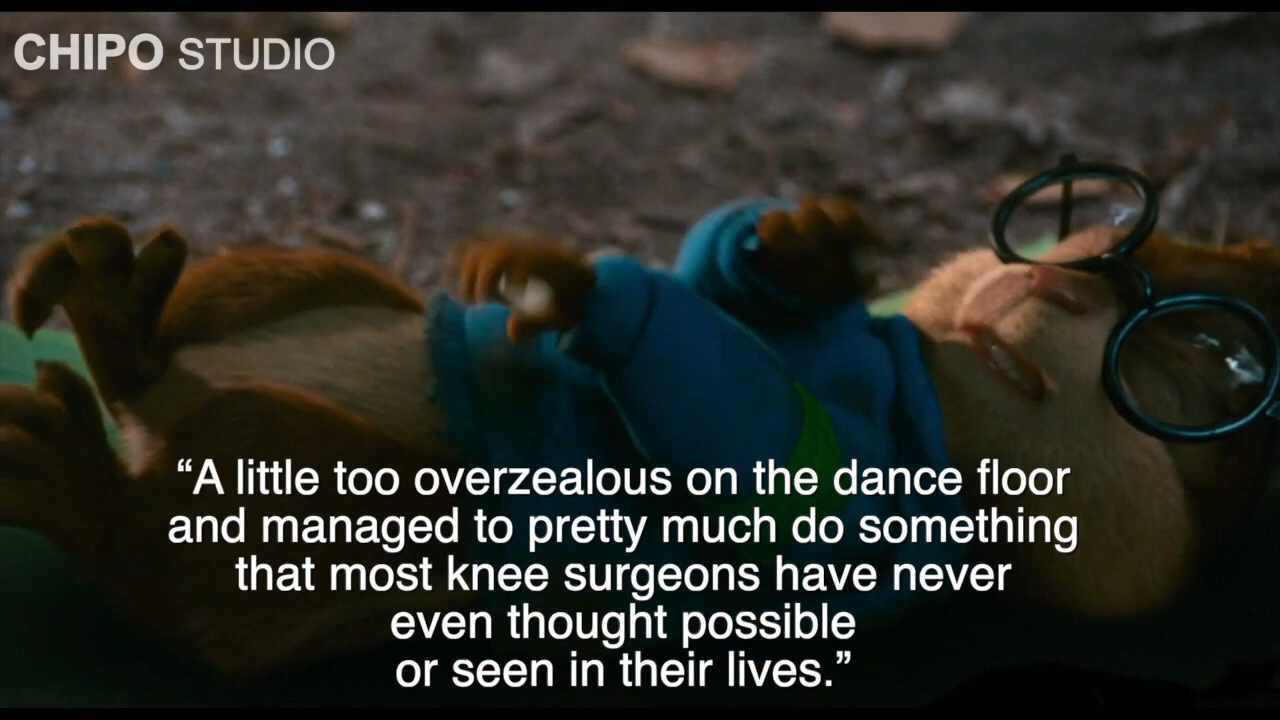 CHIPO STUDIO
“A little too overzealous on the dance floor
and managed to pretty much do something
that most knee surgeons have never
even thought possible
or seen in their lives.”